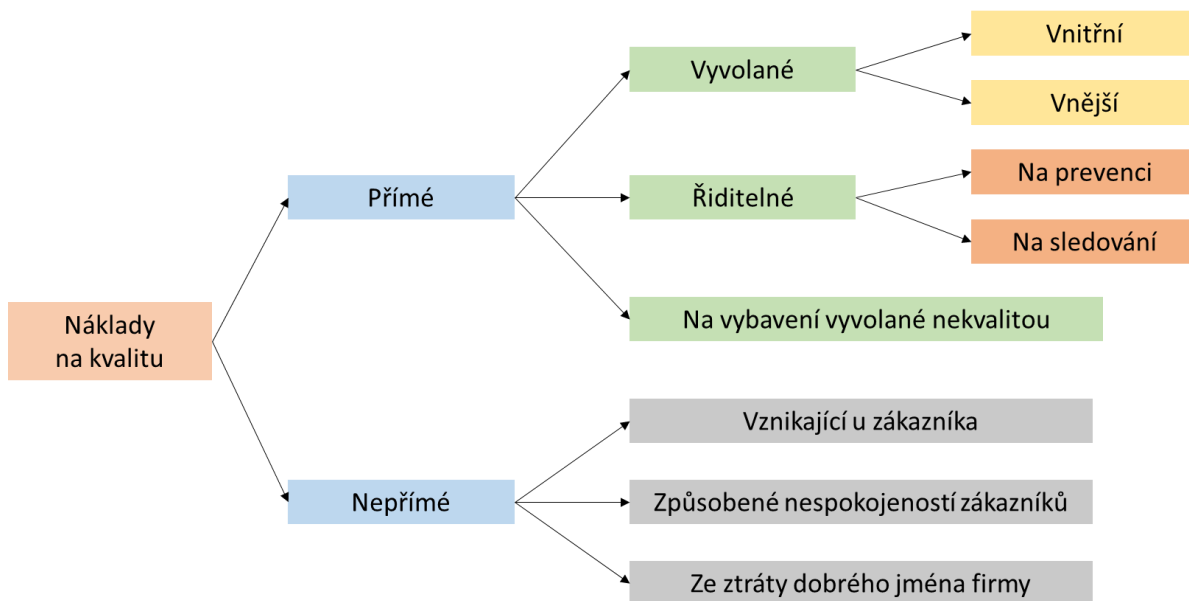 Náklady
na kvalitu
Přímé
Vyvolané
Vnitřní
Vnější
Řiditelné
Na prevenci
Na sledování
Na vybavení vyvolané nekvalitou
Nepřímé
Vznikající u zákazníka
Způsobené nespokojeností zákazníků
Ze ztráty dobrého jména firmy